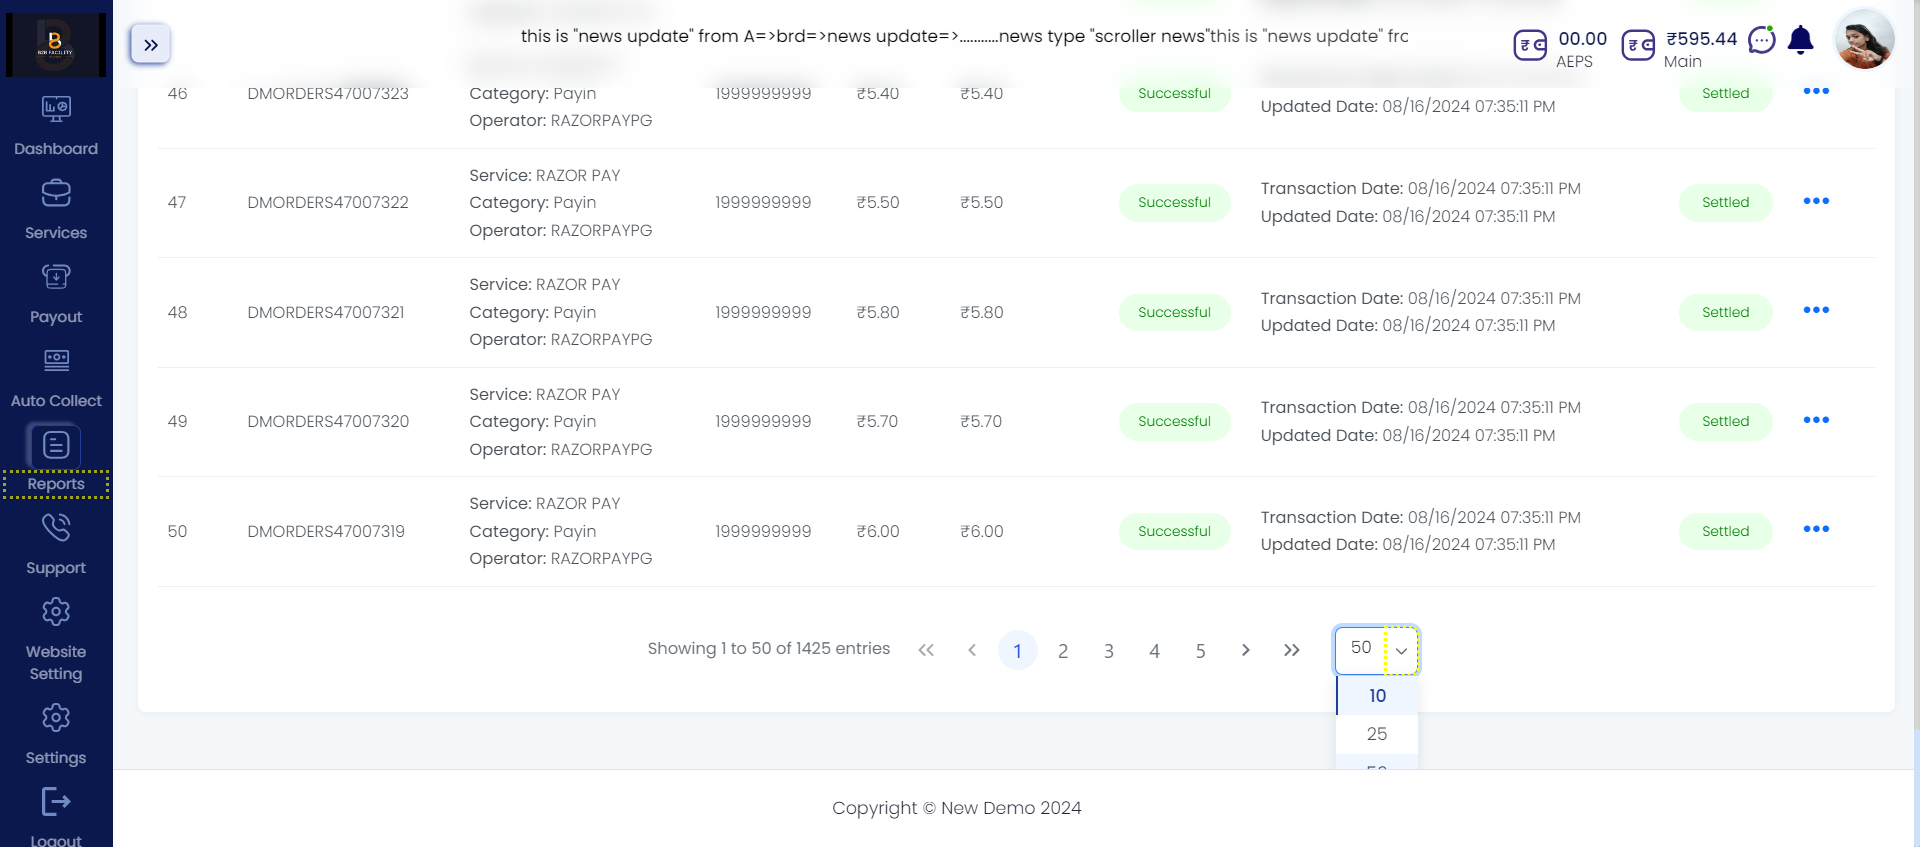 B2B FACILITY
this is "news update" from A=>brd=>news update=>...........news type "scroller news"this is "news update" frc
00.00
AEPS
₹595.44
Main
Dashboard
Services
Payout
Auto Collect
Reports
Support
Website
Setting
Settings
Logout
46 DMORDERS47007323 Category: Payin 1999999999 ₹5.40 ₹5.40 Successful Settled
Updated Date: 08/16/2024 07:35:11 PM
Operator: RAZORPAYPG
Service: RAZOR PAY
47 DMORDERS47007322 Category: Payin 1999999999 ₹5.50 ₹5.50 Successful Transaction Date: 08/16/2024 07:35:11 PM Settled
Updated Date: 08/16/2024 07:35:11 PM
Operator: RAZORPAYPG
Service: RAZOR PAY
48 DMORDERS47007321 Category: Payin 1999999999 ₹5.80 ₹5.80 Successful Transaction Date: 08/16/2024 07:35:11 PM Settled
Updated Date: 08/16/2024 07:35:11 PM
Operator: RAZORPAYPG
Service: RAZOR PAY
49 DMORDERS47007320 Category: Payin 1999999999 ₹5.70 ₹5.70 Successful Transaction Date: 08/16/2024 07:35:11 PM Settled
Updated Date: 08/16/2024 07:35:11 PM
Operator: RAZORPAYPG
Service: RAZOR PAY
50 DMORDERS47007319 Category: Payin 1999999999 ₹6.00 ₹6.00 Successful Transaction Date: 08/16/2024 07:35:11 PM Settled
Updated Date: 08/16/2024 07:35:11 PM
Operator: RAZORPAYPG
Showing 1 to 50 of 1425 entries « ‹ 1 2 3 4 5 › » 50
10
25
50
Copyright © New Demo 2024